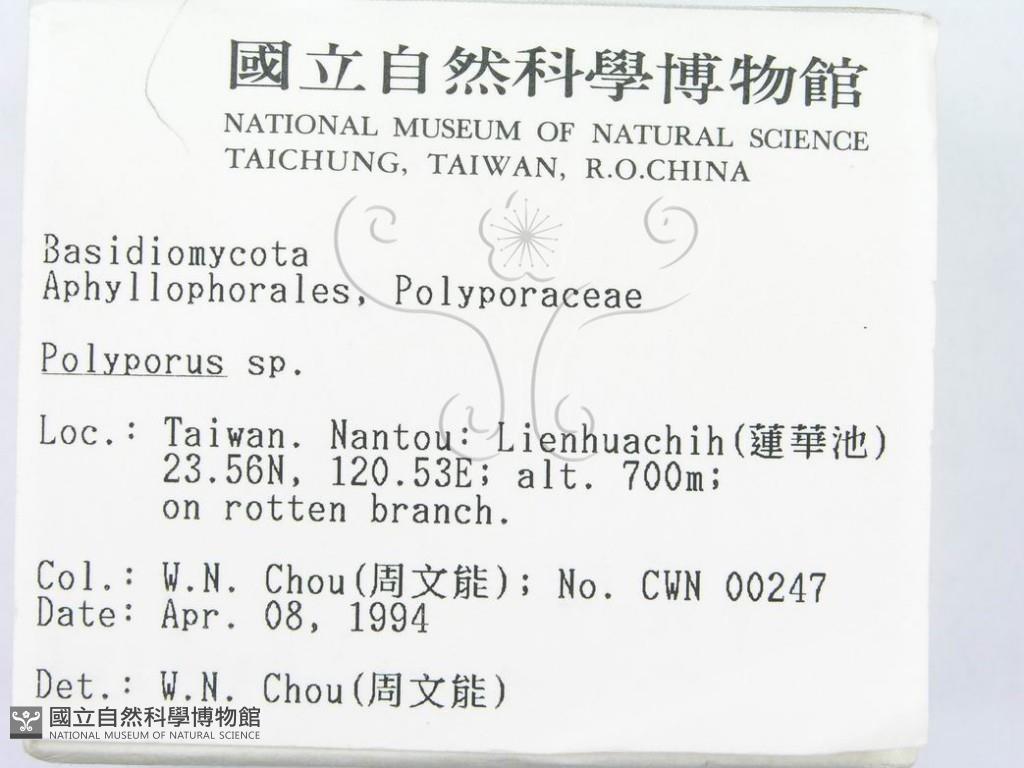 國立自然科學博物館
NATIONAL MUSEUM OF NATURAL SCIENCE
TAICHUNG, TAIWAN, R.O.CHINA
Basidiomycota
Aphyllophorales, Polyporaceae
Polyporus sp.
Loc.: Taiwan. Nantou: Lienhuachih(蓮華池)
23.56N, 120.53E; alt. 700m;
on rotten branch.
Col.: W.N. Chou(周文能); No. CWN 00247
Date: Apr. 08, 1994
Det.: W.N. Chou(周文能)
國立自然科學博物館
NATIONAL MUSEUM OF NATURAL SCIENCE